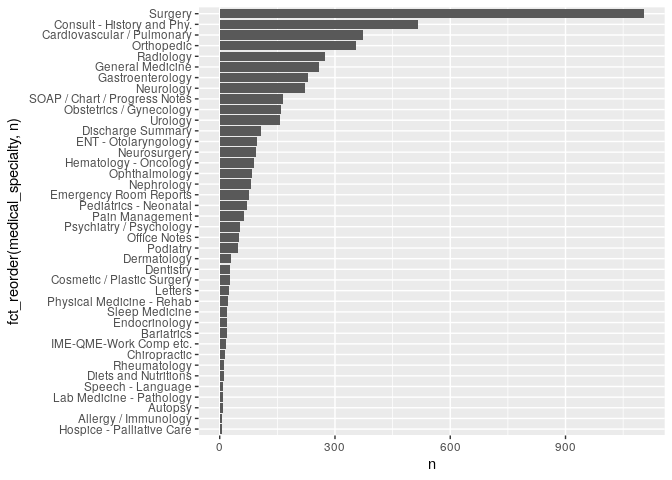 Surgery
Consult - History and Phy.
Cardiovascular / Pulmonary
Orthopedic
Radiology
General Medicine
Gastroenterology
Neurology
SOAP / Chart / Progress Notes
Obstetrics / Gynecology
Urology
Discharge Summary
ENT - Otolaryngology
Neurosurgery
Hematology - Oncology
Ophthalmology
Nephrology
Emergency Room Reports
Pediatrics - Neonatal
Pain Management
Psychiatry / Psychology
Office Notes
Podiatry
Dermatology
Dentistry
Cosmetic / Plastic Surgery
Letters
Physical Medicine - Rehab
Sleep Medicine
Endocrinology
Bariatrics
IME-QME-Work Comp etc.
Chiropractic
Rheumatology
Diets and Nutritions
Speech - Language
Lab Medicine - Pathology
Autopsy
Allergy / Immunology
Hospice - Palliative Care
fct_reorder(medical_specialty, n)
0 300 600 900
n